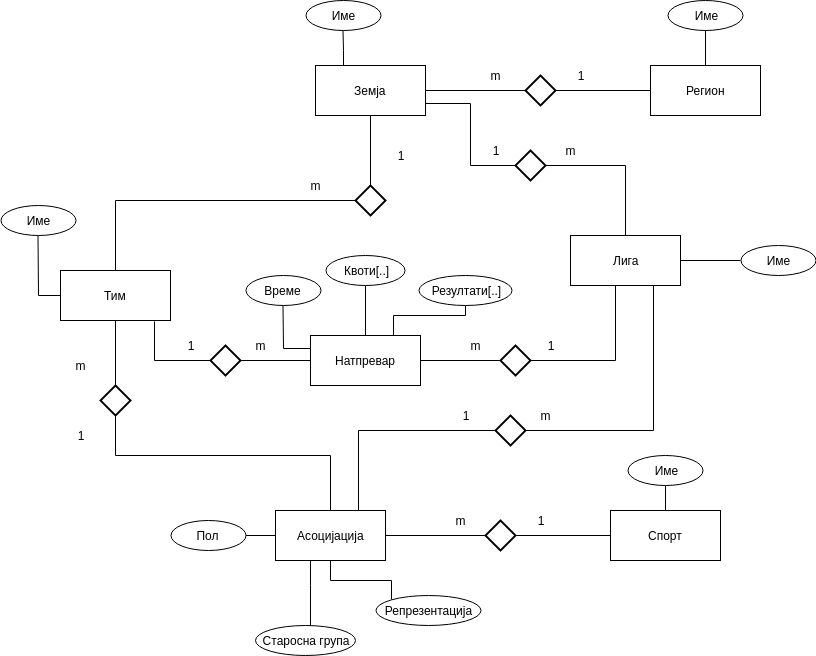 Име
Име
Земја
m
1
Регион
1
1
m
m
Име
Лига
Име
Квоти[..]
Тим
Време
Резултати[..]
1
m
Натпревар
m
1
m
1
m
1
Име
Пол
Асоцијација
m
1
Спорт
Репрезентација
Старосна група